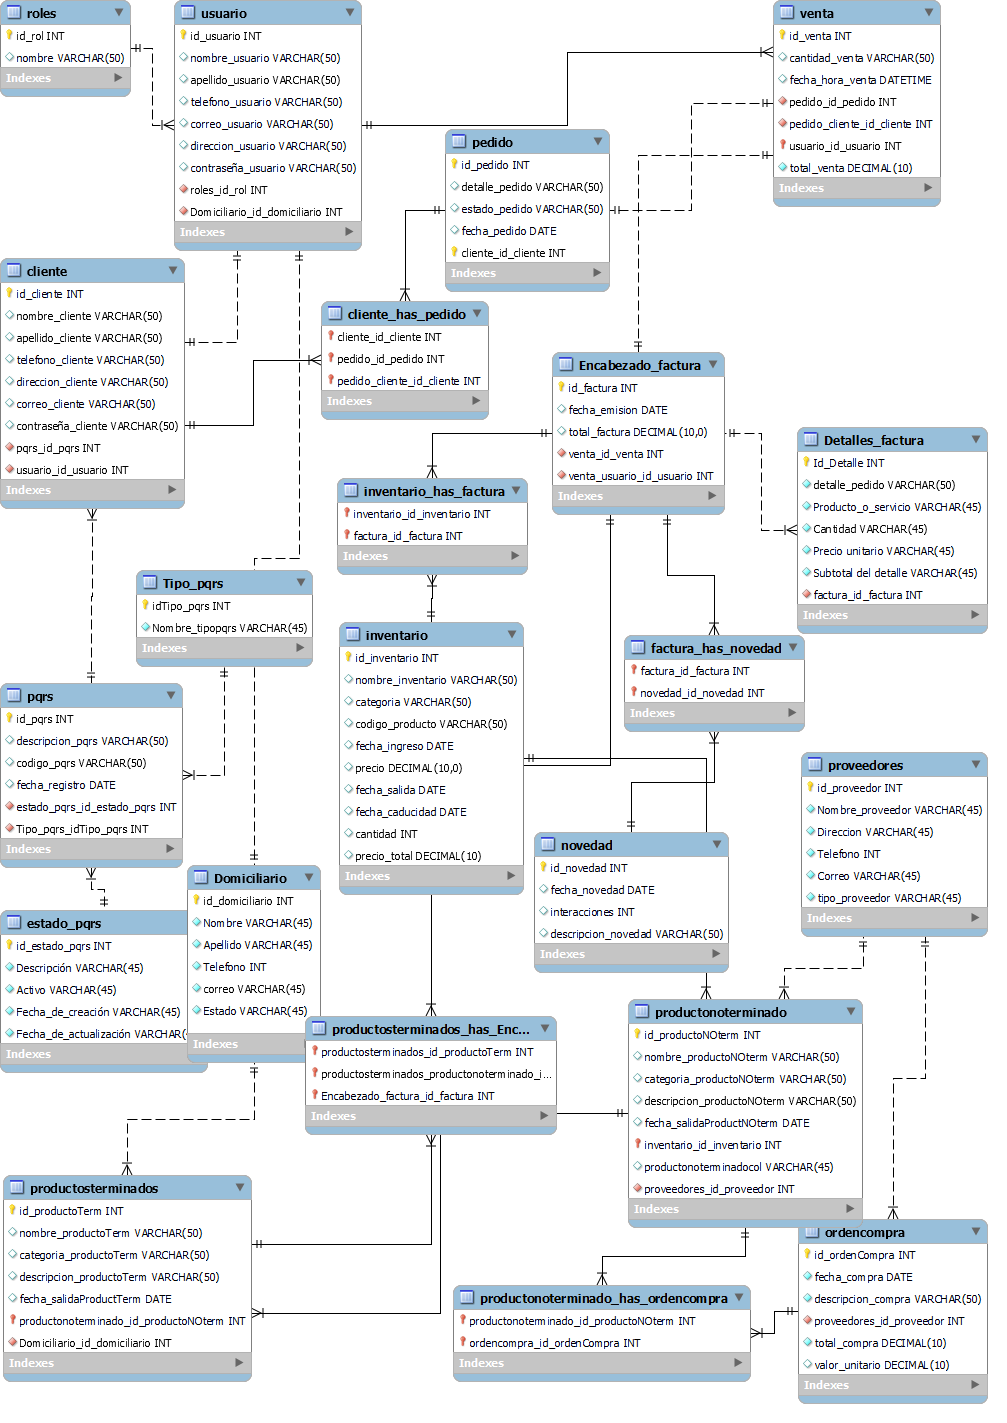 roles
id_rol INT
nombre VARCHAR(50)
Indexes
usuario
id_usuario INT
nombre_usuario VARCHAR(50)
apellido_usuario VARCHAR(50)
telefono_usuario VARCHAR(50)
correo_usuario VARCHAR(50)
direccion_usuario VARCHAR(50)
contraseña_usuario VARCHAR(50)
roles_id_rol INT
Domiciliario_id_domiciliario INT
Indexes
venta
id_venta INT
cantidad_venta VARCHAR(50)
fecha_hora_venta DATETIME
pedido_id_pedido INT
pedido_cliente_id_cliente INT
usuario_id_usuario INT
total_venta DECIMAL(10)
Indexes
pedido
id_pedido INT
detalle_pedido VARCHAR(50)
estado_pedido VARCHAR(50)
fecha_pedido DATE
cliente_id_cliente INT
Indexes
cliente
id_cliente INT
nombre_cliente VARCHAR(50)
apellido_cliente VARCHAR(50)
telefono_cliente VARCHAR(50)
direccion_cliente VARCHAR(50)
correo_cliente VARCHAR(50)
contraseña_cliente VARCHAR(50)
pqrs_id_pqrs INT
usuario_id_usuario INT
Indexes
cliente_has_pedido
cliente_id_cliente INT
pedido_id_pedido INT
pedido_cliente_id_cliente INT
Indexes
Encabezado_factura
id_factura INT
fecha_emision DATE
total_factura DECIMAL(10,0)
venta_id_venta INT
venta_usuario_id_usuario INT
Indexes
Detalles_factura
Id_Detalle INT
detalle_pedido VARCHAR(50)
Producto_o_servicio VARCHAR(45)
Cantidad VARCHAR(45)
Precio unitario VARCHAR(45)
Subtotal del detalle VARCHAR(45)
factura_id_factura INT
Indexes
inventario_has_factura
inventario_id_inventario INT
factura_id_factura INT
Indexes
Tipo_pqrs
idTipo_pqrs INT
Nombre_tipopqrs VARCHAR(45)
Indexes
inventario
id_inventario INT
nombre_inventario VARCHAR(50)
categoria VARCHAR(50)
codigo_producto VARCHAR(50)
fecha_ingreso DATE
precio DECIMAL(10,0)
fecha_salida DATE
fecha_caducidad DATE
cantidad INT
precio_total DECIMAL(10)
Indexes
factura_has_novedad
factura_id_factura INT
novedad_id_novedad INT
Indexes
pqrs
id_pqrs INT
descripcion_pqrs VARCHAR(50)
codigo_pqrs VARCHAR(50)
fecha_registro DATE
estado_pqrs_id_estado_pqrs INT
Tipo_pqrs_idTipo_pqrs INT
Indexes
proveedores
id_proveedor INT
Nombre_proveedor VARCHAR(45)
Direccion VARCHAR(45)
Telefono INT
Correo VARCHAR(45)
tipo_proveedor VARCHAR(45)
Indexes
novedad
id_novedad INT
fecha_novedad DATE
interacciones INT
descripcion_novedad VARCHAR(50)
Indexes
estado_pqrs
id_estado_pqrs INT
Descripción VARCHAR(45)
Activo VARCHAR(45)
Fecha_de_creación VARCHAR(45)
Fecha_de_actualización VARCHAR(
Indexes
Domiciliario
id_domiciliario INT
Nombre VARCHAR(45)
Apellido VARCHAR(45)
Telefono INT
correo VARCHAR(45)
Estado VARCHAR(45)
Indexes
productosterminados_has_Enc...
productosterminados_id_productoTerm INT
productosterminados_productonoterminado_i...
Encabezado_factura_id_factura INT
Indexes
productonoterminado
id_productoNOterm INT
nombre_productoNOterm VARCHAR(50)
categoria_productoNOterm VARCHAR(50)
descripcion_productoNOterm VARCHAR(50)
fecha_salidaProductNOterm DATE
inventario_id_inventario INT
productonoterminadocol VARCHAR(45)
proveedores_id_proveedor INT
Indexes
productosterminados
id_productoTerm INT
nombre_productoTerm VARCHAR(50)
categoria_productoTerm VARCHAR(50)
descripcion_productoTerm VARCHAR(50)
fecha_salidaProductTerm DATE
productonoterminado_id_productoNOterm INT
Domiciliario_id_domiciliario INT
Indexes
ordencompra
id_ordenCompra INT
fecha_compra DATE
descripcion_compra VARCHAR(50)
proveedores_id_proveedor INT
total_compra DECIMAL(10)
valor_unitario DECIMAL(10)
Indexes
productonoterminado_has_ordencompra
productonoterminado_id_productoNOterm INT
ordencompra_id_ordenCompra INT
Indexes